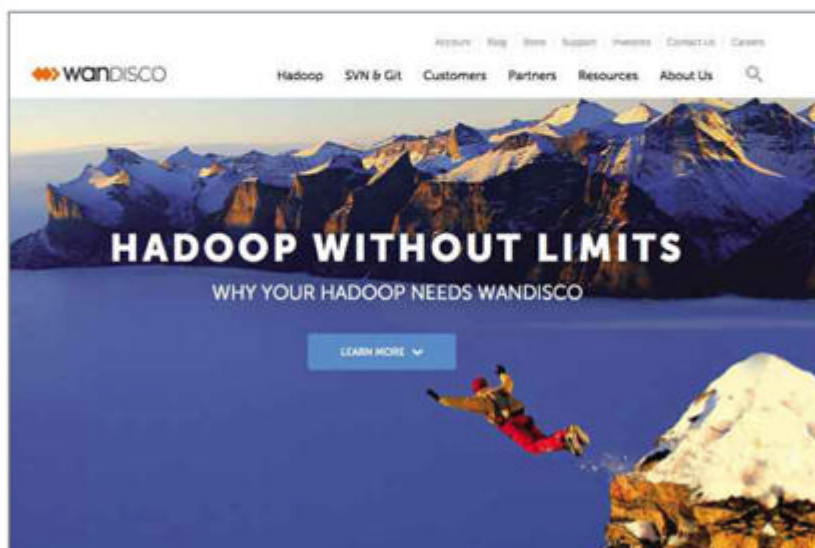 Account Blog Store Support Investors Contact Us Careers
WANDISCO
Hadoop SVN & Git Customers Partners Resources About Us
HADOOP WITHOUT LIMITS
WHY YOUR HADOOP NEEDS WANDISCO
LEARN MORE